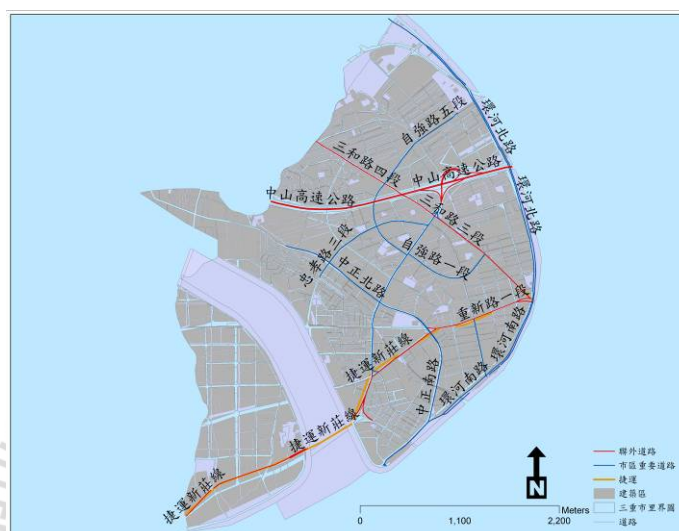 環河北路
自強路五段
三和路四段
中山高速公路
中山高速公路
環河北路
三和路三段
忠孝路三段
自強路一段
中正北路
重新路一段
環河南路
捷運新莊線
環河南路
中正南路
捷運新莊線
捷運新莊線
N
Meters
0 1,100 2,200
聯外道路
市區重要道路
捷運
建築區
三重市里界圖
道路